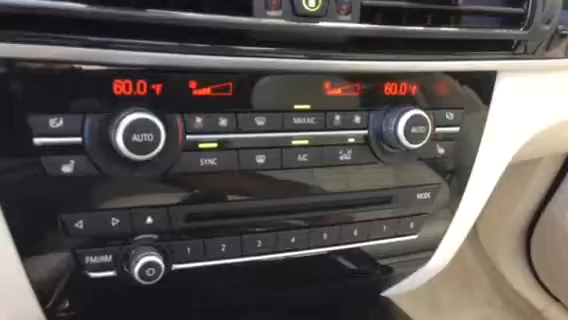 60.0 °F 60.0 °F
AUTO MAX A/C AUTO
SYNC A/C
MODE
FM/AM 1 2 3 4 5 6 7 8